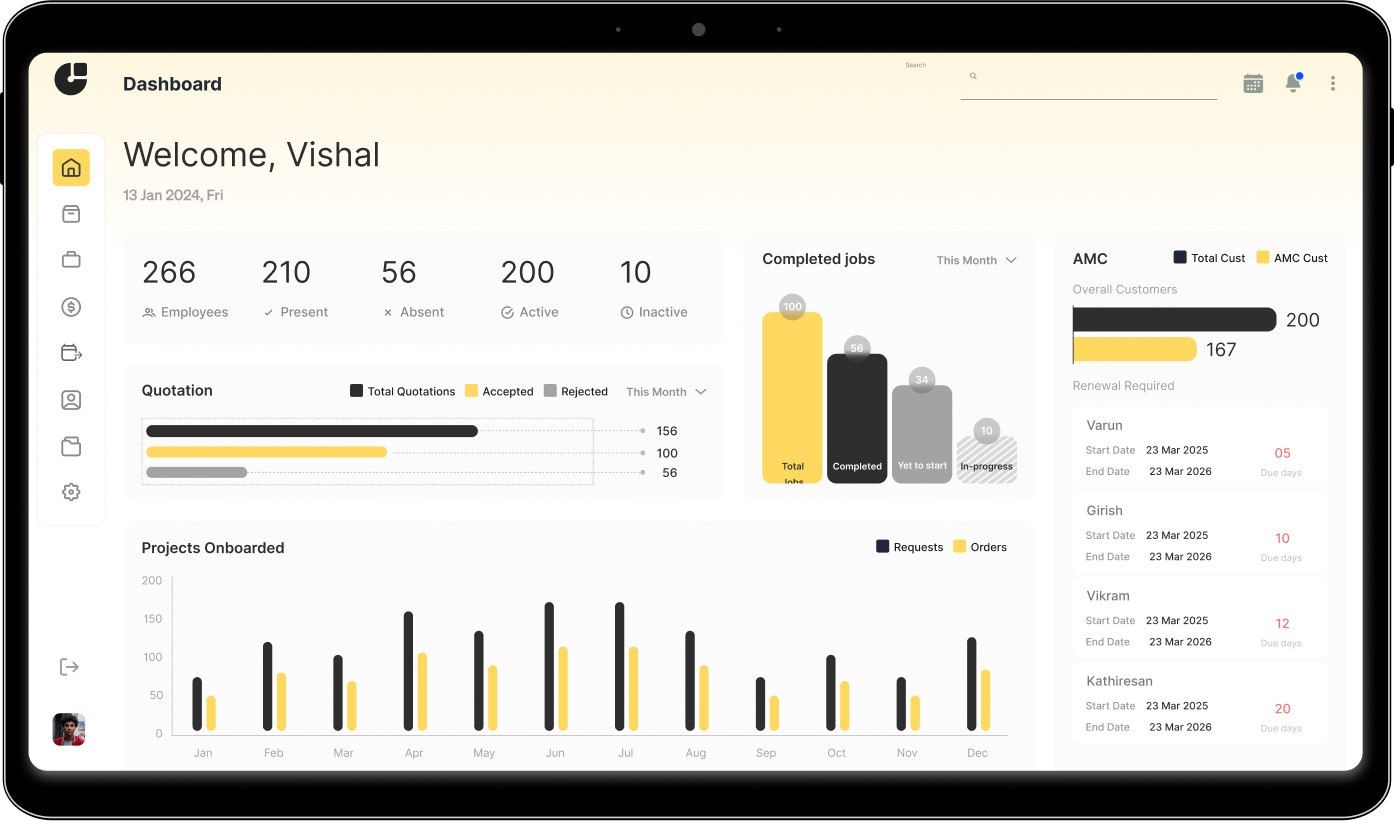 Dashboard
Search
Welcome, Vishal
13 Jan 2024, Fri
266 210 56 200 10
Employees Present Absent Active Inactive
Quotation Total Quotations Accepted Rejected This Month
156
100
56
Completed jobs This Month
100
56
34
10
Total Jobs
Completed
Yet to start
In-progress
AMC Total Cust AMC Cust
Overall Customers
200
167
Renewal Required
Varun
Start Date 23 Mar 2025
End Date 23 Mar 2026
05
Due days
Girish
Start Date 23 Mar 2025
End Date 23 Mar 2026
10
Due days
Vikram
Start Date 23 Mar 2025
End Date 23 Mar 2026
12
Due days
Kathiresan
Start Date 23 Mar 2025
End Date 23 Mar 2026
20
Due days
Projects Onboarded Requests Orders
200
150
100
50
0
Jan Feb Mar Apr May Jun Jul Aug Sep Oct Nov Dec